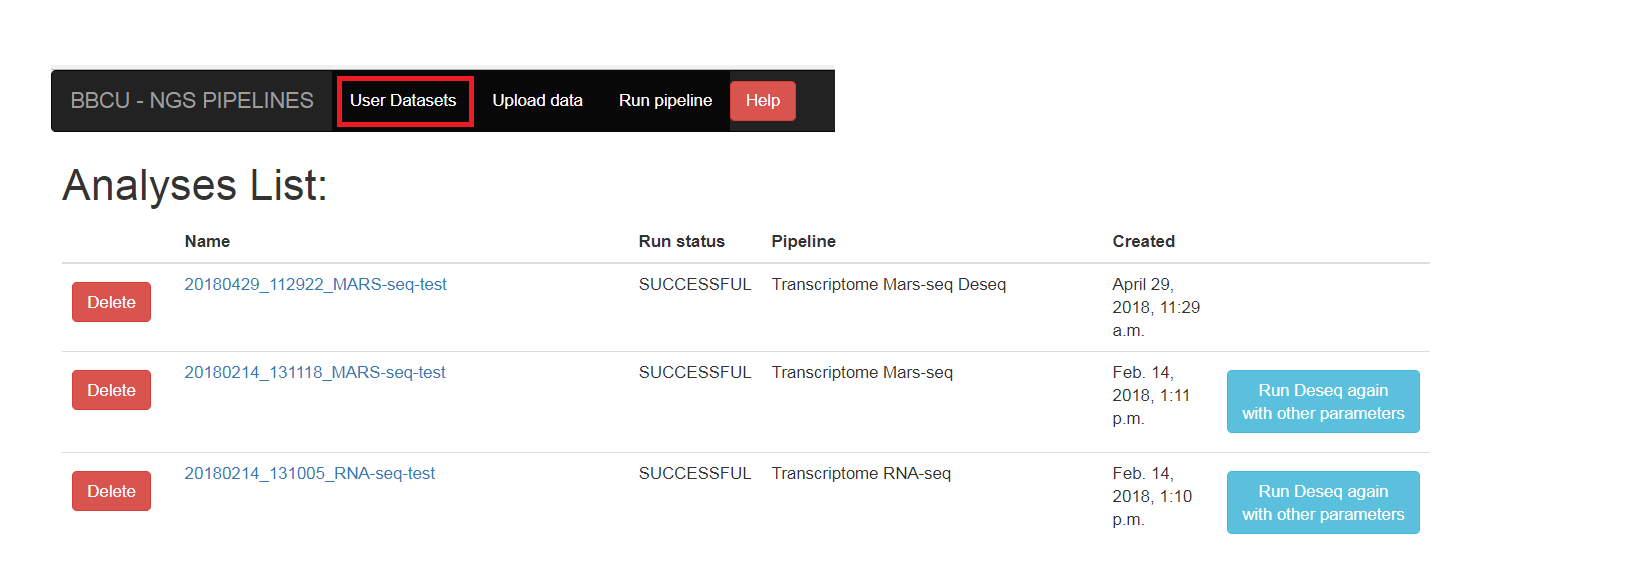 BBCU - NGS PIPELINES User Datasets Upload data Run pipeline Help
Analyses List:
Name Run status Pipeline Created
Delete 20180429_112922_MARS-seq-test SUCCESSFUL Transcriptome Mars-seq Deseq April 29,
2018, 11:29
a.m.
Delete 20180214_131118_MARS-seq-test SUCCESSFUL Transcriptome Mars-seq Feb. 14,
2018, 1:11
p.m.
Run Deseq again
with other parameters
Delete 20180214_131005_RNA-seq-test SUCCESSFUL Transcriptome RNA-seq Feb. 14,
2018, 1:10
p.m.
Run Deseq again
with other parameters